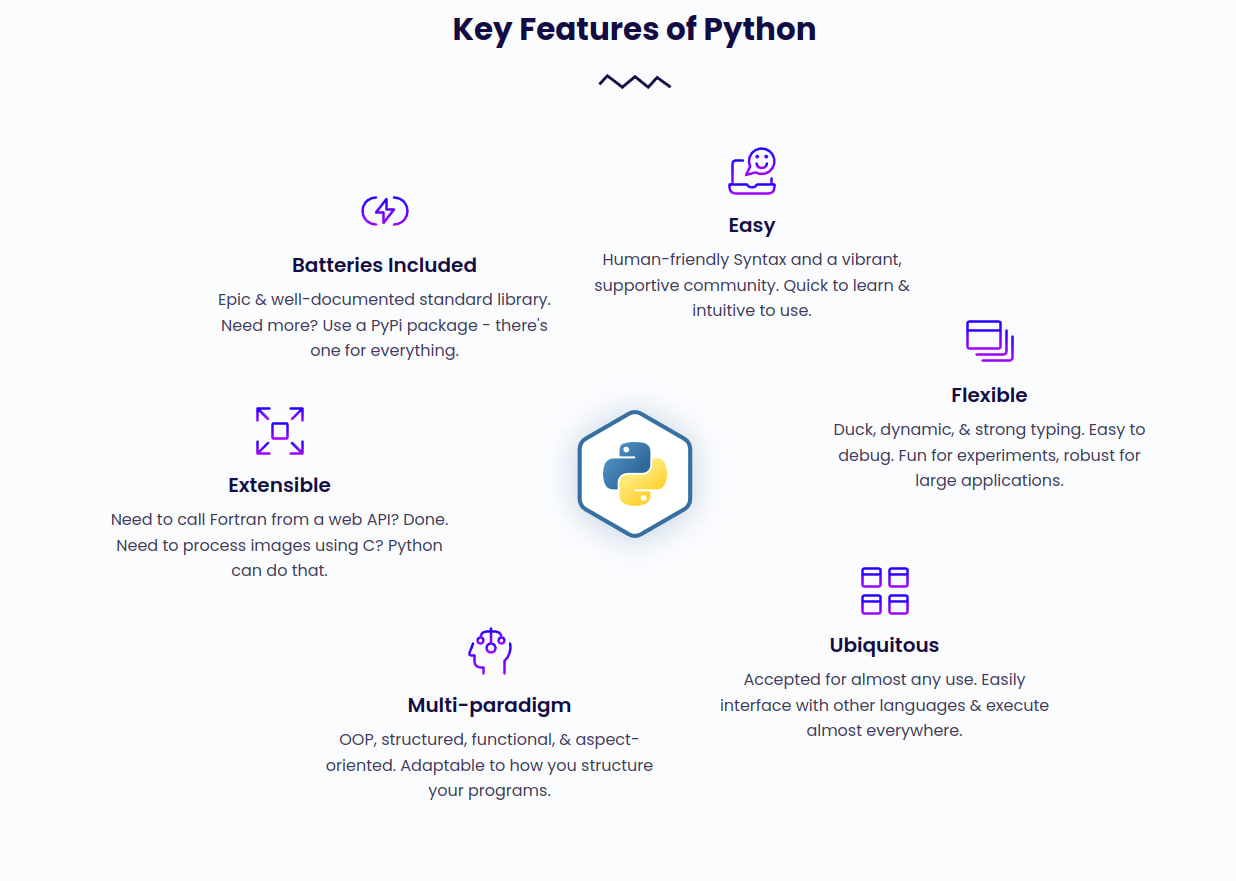 Key Features of Python
Easy
Human-friendly Syntax and a vibrant,
supportive community. Quick to learn &
intuitive to use.
Batteries Included
Epic & well-documented standard library.
Need more? Use a PyPi package - there's
one for everything.
Flexible
Duck, dynamic, & strong typing. Easy to
debug. Fun for experiments, robust for
large applications.
Extensible
Need to call Fortran from a web API? Done.
Need to process images using C? Python
can do that.
Ubiquitous
Accepted for almost any use. Easily
interface with other languages & execute
almost everywhere.
Multi-paradigm
OOP, structured, functional, & aspect-
oriented. Adaptable to how you structure
your programs.